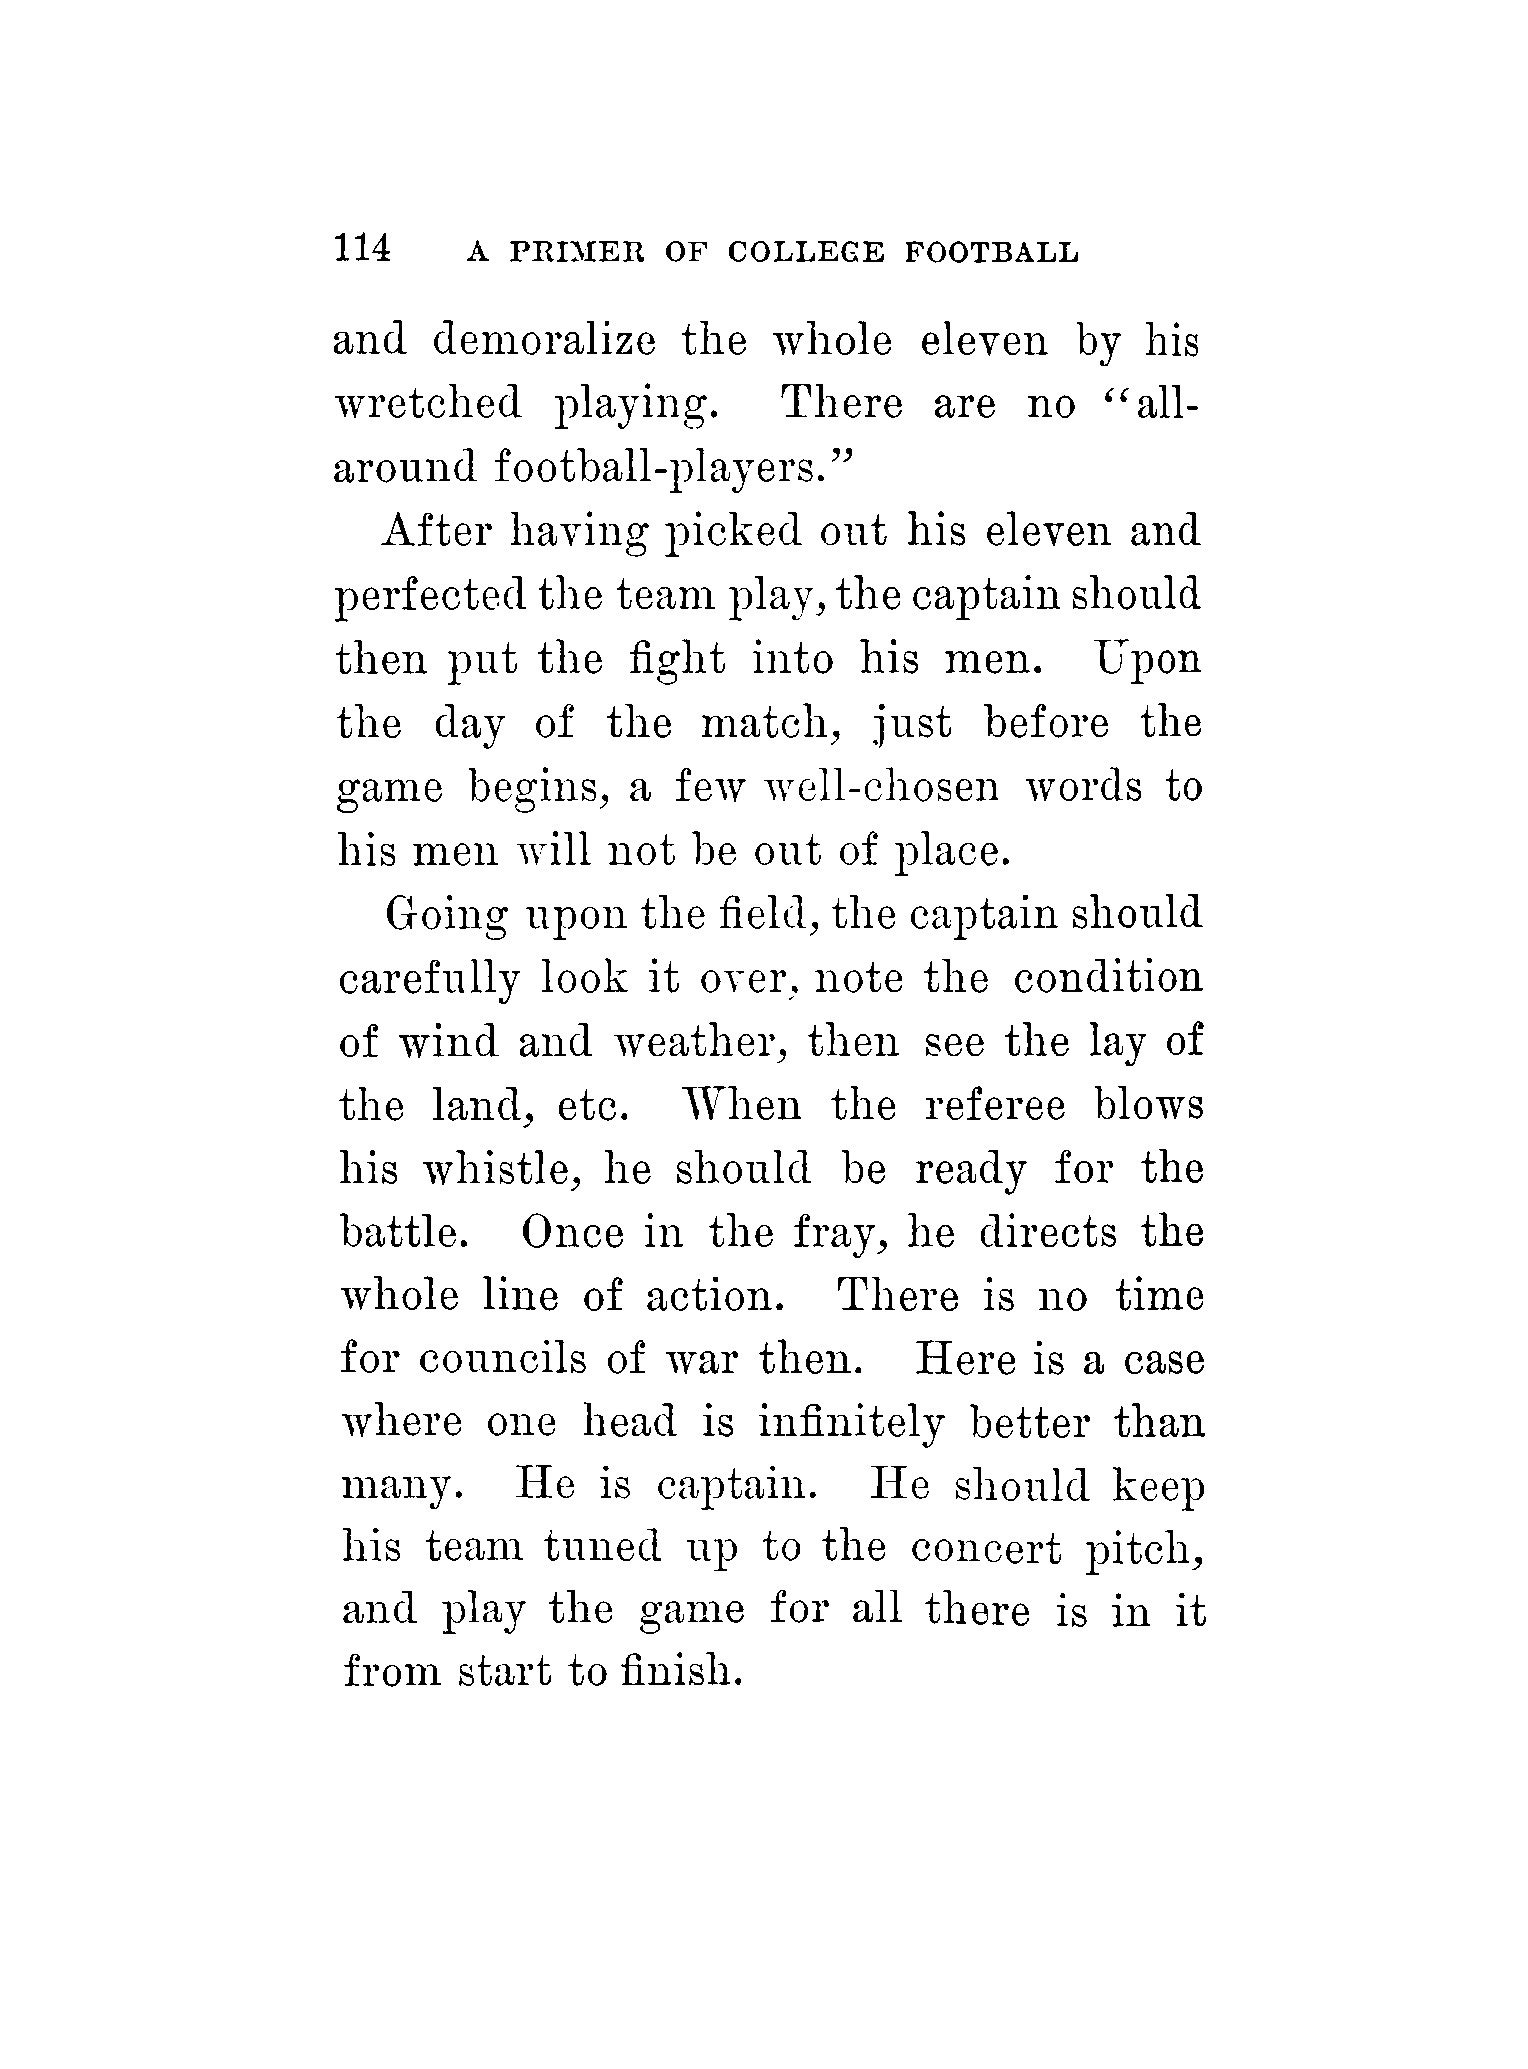 114 A PRIMER OF COLLEGE FOOTBALL
and demoralize the whole eleven by his
wretched playing. There are no “all-
around football-players.”
After having picked out his eleven and
perfected the team play, the captain should
then put the fight into his men. Upon
the day of the match, just before the
game begins, a few well-chosen words to
his men will not be out of place.
Going upon the field, the captain should
carefully look it over, note the condition
of wind and weather, then see the lay of
the land, etc. When the referee blows
his whistle, he should be ready for the
battle. Once in the fray, he directs the
whole line of action. There is no time
for councils of war then. Here is a case
where one head is infinitely better than
many. He is captain. He should keep
his team tuned up to the concert pitch,
and play the game for all there is in it
from start to finish.